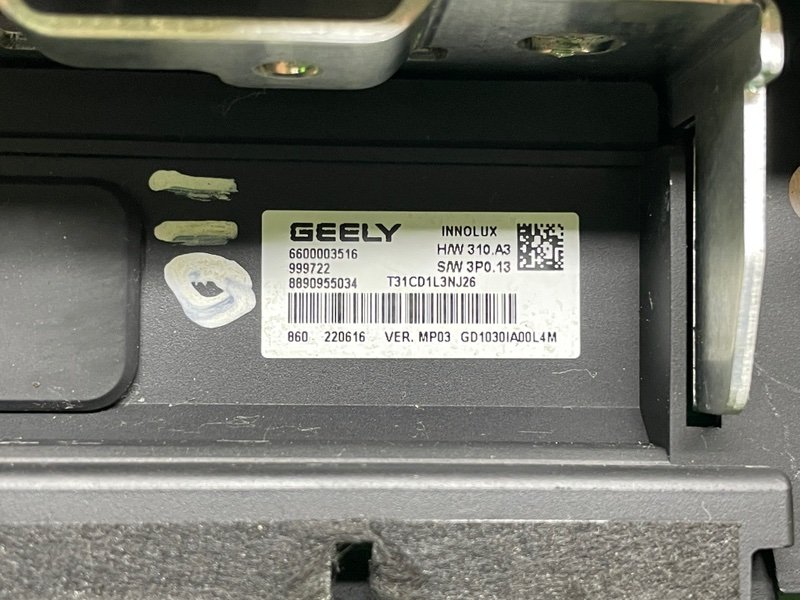 GEELY INNOLUX
6600003516 H/W 310.A3
999722 S/W 3P0.13
8890955034 T31CD1L3NJ26
860 220616 VER. MP03 GD1030IA00L4M